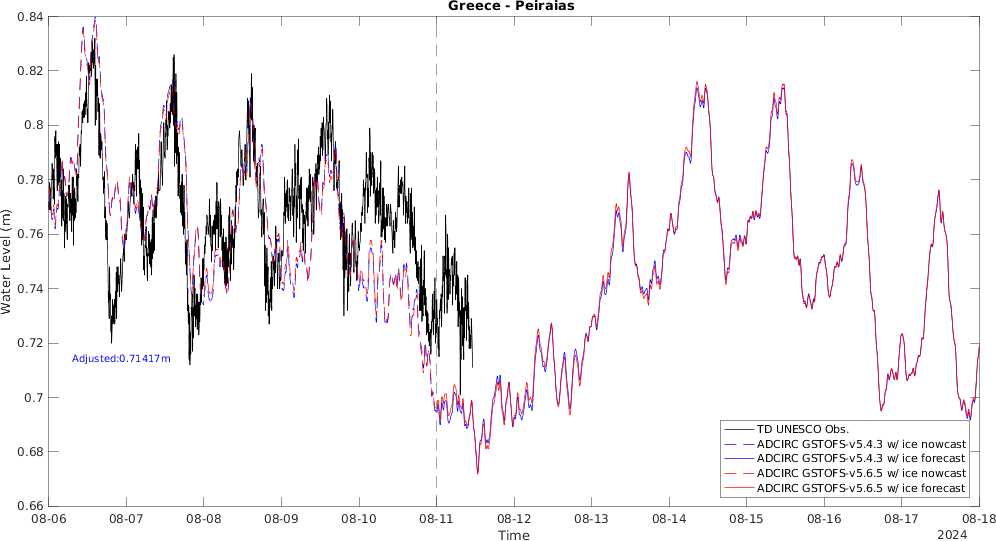 Greece - Peiraias
0.84
0.82
0.8
0.78
0.76
0.74
0.72
0.7
0.68
0.66
Water Level (m)
Adjusted:0.71417m
TD UNESCO Obs.
ADCIRC GSTOFS-v5.4.3 w/ ice nowcast
ADCIRC GSTOFS-v5.4.3 w/ ice forecast
ADCIRC GSTOFS-v5.6.5 w/ ice nowcast
ADCIRC GSTOFS-v5.6.5 w/ ice forecast
08-06 08-07 08-08 08-09 08-10 08-11 08-12 08-13 08-14 08-15 08-16 08-17 08-18
Time
2024